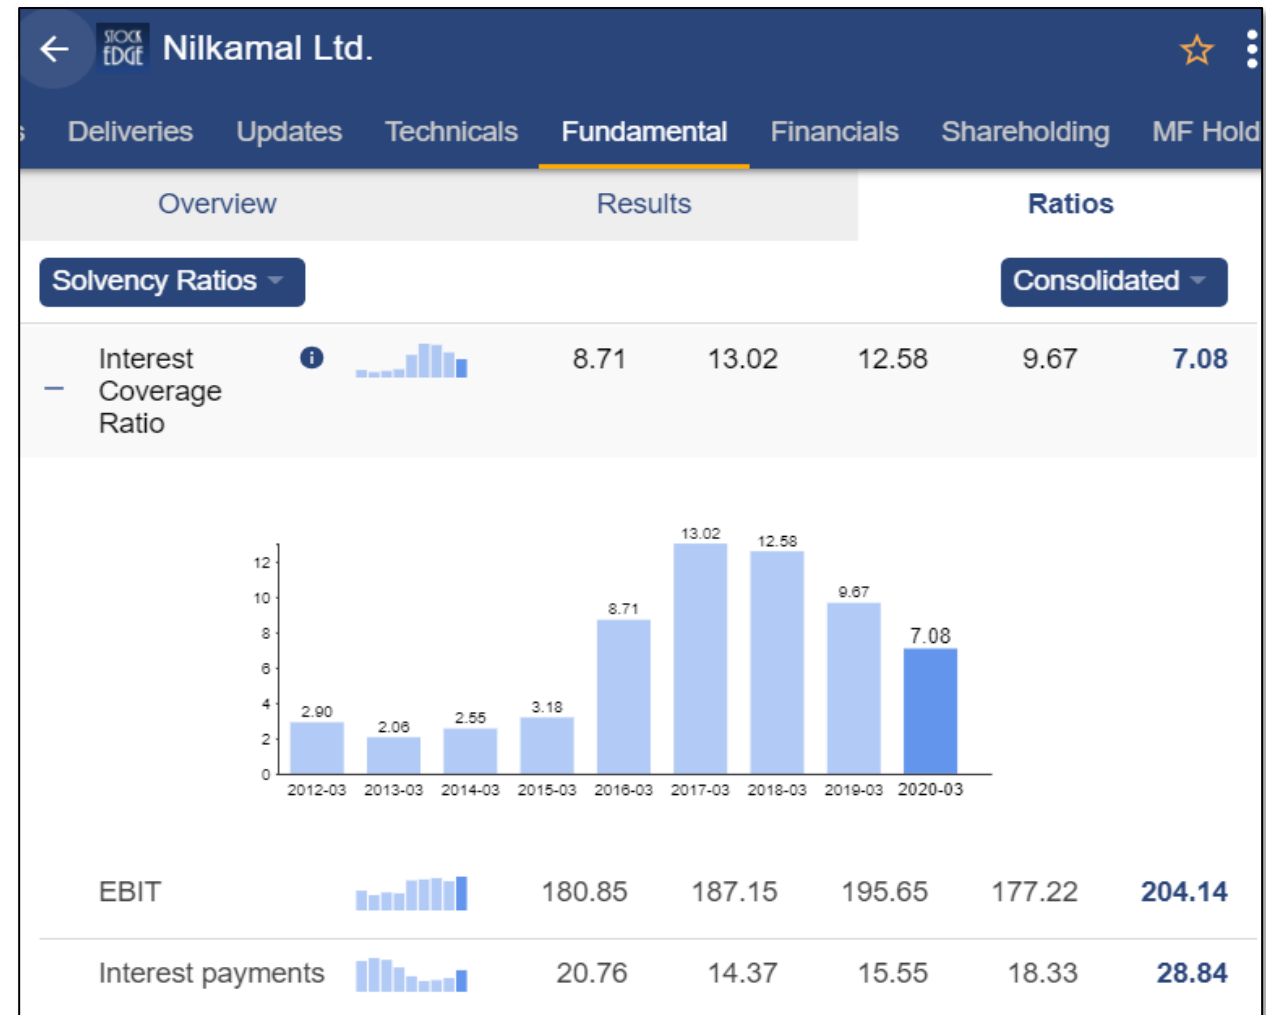 STOCK
EDGE
Nilkamal Ltd.
Deliveries Updates Technicals Fundamental Financials Shareholding MF Hold
Overview Results Ratios
Solvency Ratios Consolidated
Interest 8.71 13.02 12.58 9.67 7.08
Coverage
Ratio
13.02
12.58
12
10
9.67
8.71
8
7.08
6
4
3.18
2.90
2.55
2.06
2
0
2012-03 2013-03 2014-03 2015-03 2016-03 2017-03 2018-03 2019-03 2020-03
EBIT 180.85 187.15 195.65 177.22 204.14
Interest payments 20.76 14.37 15.55 18.33 28.84